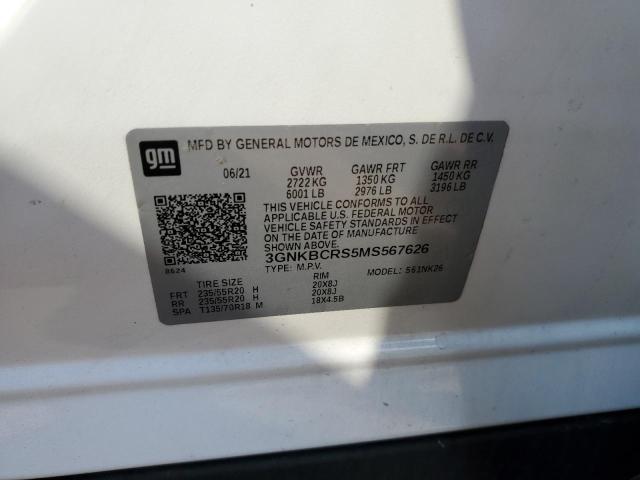 gm
MFD BY GENERAL MOTORS DE MEXICO, S. DE R.L. DE C.V.
06/21 GVWR GAWR FRT GAWR RR
2722 KG 1350 KG 1450 KG
6001 LB 2976 LB 3196 LB
THIS VEHICLE CONFORMS TO ALL
APPLICABLE U.S. FEDERAL MOTOR
VEHICLE SAFETY STANDARDS IN EFFECT
ON THE DATE OF MANUFACTURE
SHOWN ABOVE.
3GNKBCRS5MS567626
8624 TYPE: M.P.V. MODEL: 561NK26
TIRE SIZE RIM
FRT 235/55R20 H 20X8J
RR 235/55R20 H 20X8J
SPA T135/70R18 M 18X4.5B